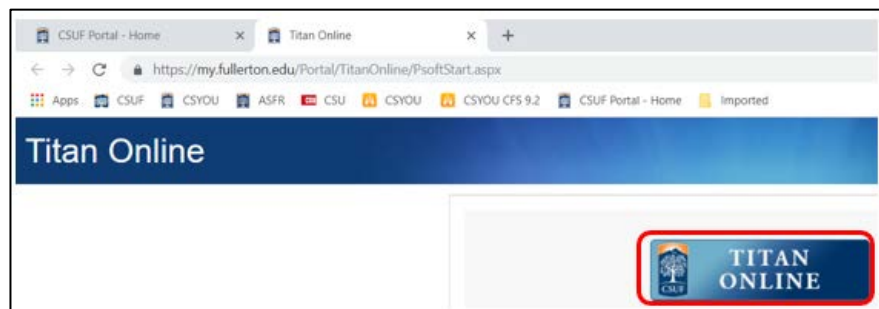 CSUF Portal - Home × Titan Online × +
https://my.fullerton.edu/Portal/TitanOnline/PsoftStart.aspx
Apps CSUF CSYOU ASFR CSU CSYOU CSYOU CFS 9.2 CSUF Portal - Home Imported
Titan Online
TITAN
ONLINE
CSUF